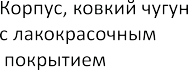 Корпус, ковкий чугун
с лакокрасочным
покрытием